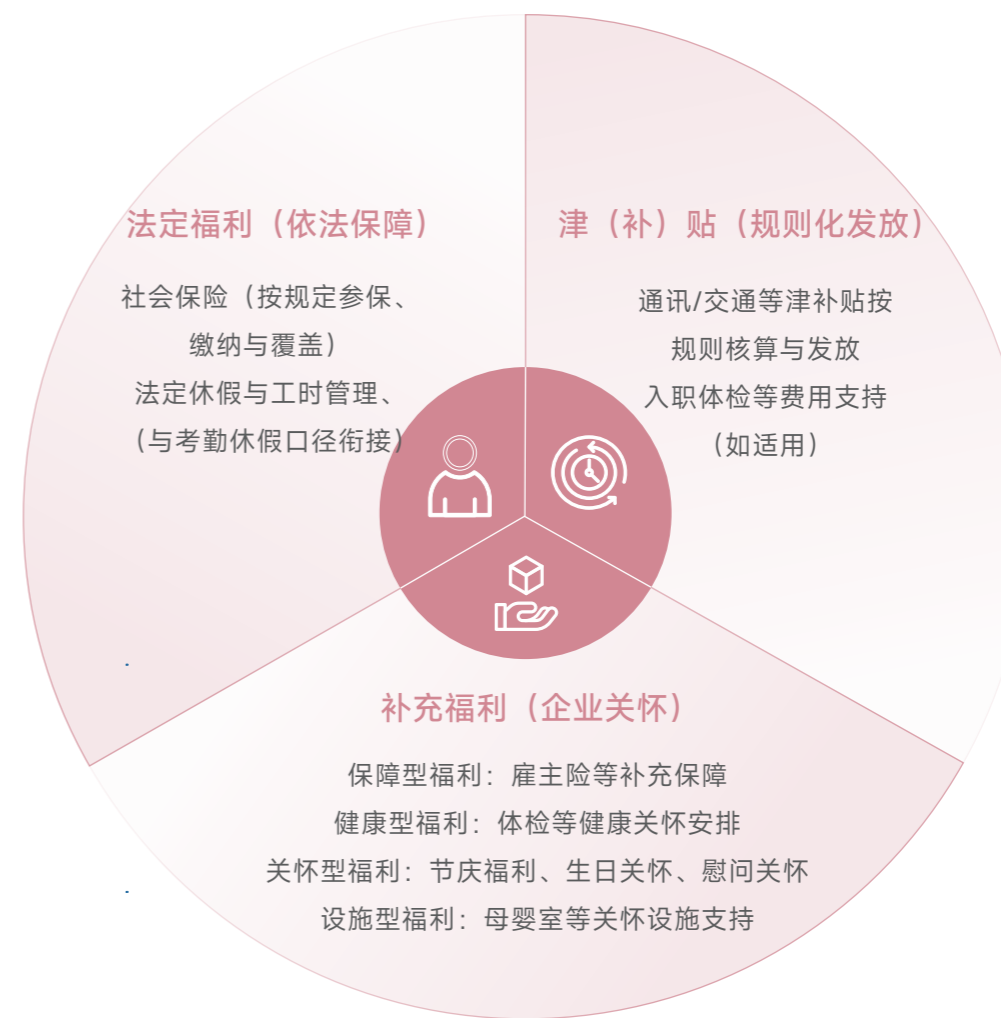 法定福利（依法保障）
社会保险（按规定参保、
缴纳与覆盖）
法定休假与工时管理、
（与考勤休假口径衔接）
津（补）贴（规则化发放）
通讯/交通等津补贴按
规则核算与发放
入职体检等费用支持
（如适用）
补充福利（企业关怀）
保障型福利：雇主险等补充保障
健康型福利：体检等健康关怀安排
关怀型福利：节庆福利、生日关怀、慰问关怀
设施型福利：母婴室等关怀设施支持